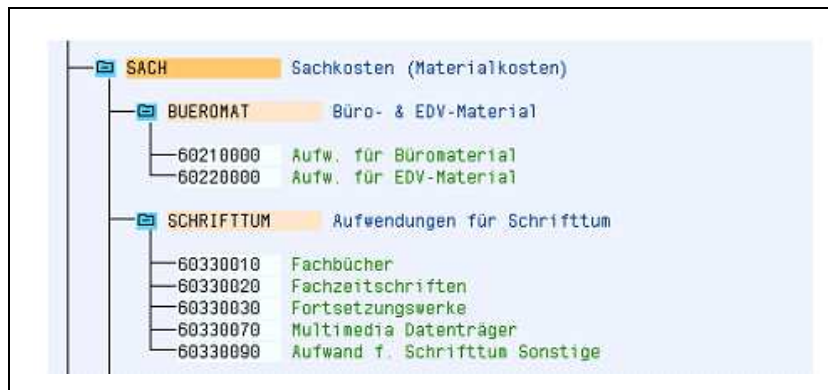 SACH Sachkosten (Materialkosten)
BUEROMAT Büro- & EDV-Material
60210000 Aufw. für Büromaterial
60220000 Aufw. für EDV-Material
SCHRIFTTUM Aufwendungen für Schrifttum
60330010 Fachbücher
60330020 Fachzeitschriften
60330030 Fortsetzungswerke
60330070 Multimedia Datenträger
60330090 Aufwand f. Schrifttum Sonstige